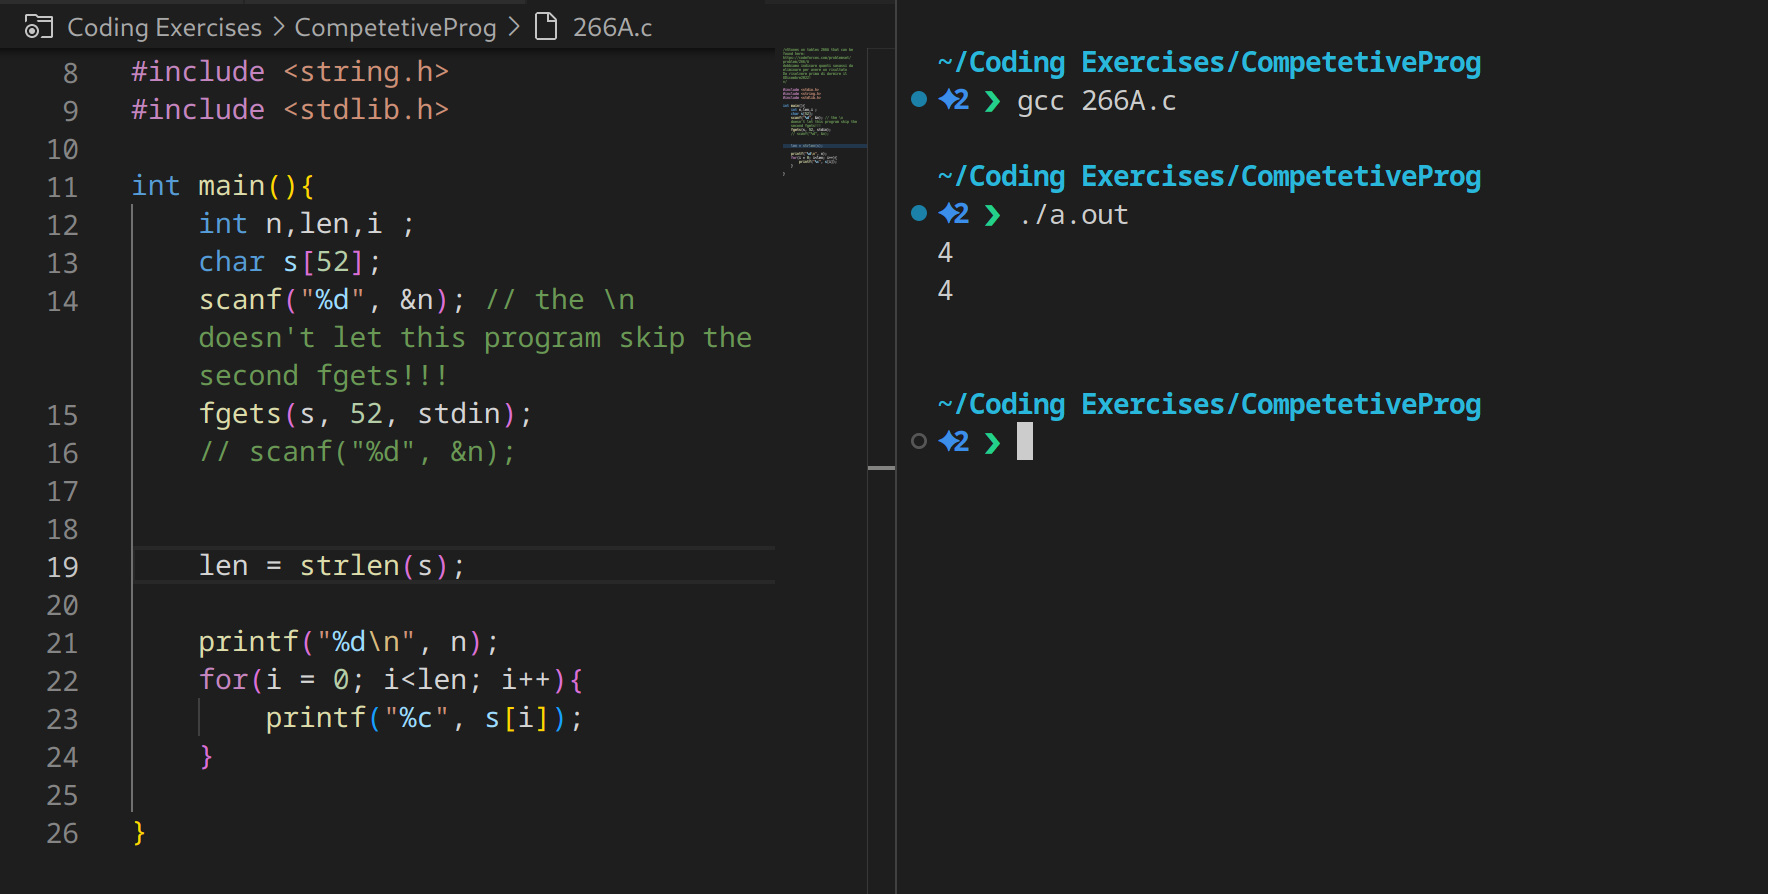 Coding Exercises > CompetetiveProg > 266A.c
8 #include <string.h>
9 #include <stdlib.h>
10
11 int main(){
12 int n,len,i ;
13 char s[52];
14 scanf("%d", &n); // the \n
doesn't let this program skip the
second fgets!!!
15 fgets(s, 52, stdin);
16 // scanf("%d", &n);
17
18
19 len = strlen(s);
20
21 printf("%d\n", n);
22 for(i = 0; i<len; i++){
23 printf("%c", s[i]);
24 }
25
26 }
~/Coding Exercises/CompetetiveProg
✦2 ❯ gcc 266A.c
~/Coding Exercises/CompetetiveProg
✦2 ❯ ./a.out
4
4
~/Coding Exercises/CompetetiveProg
✦2 ❯